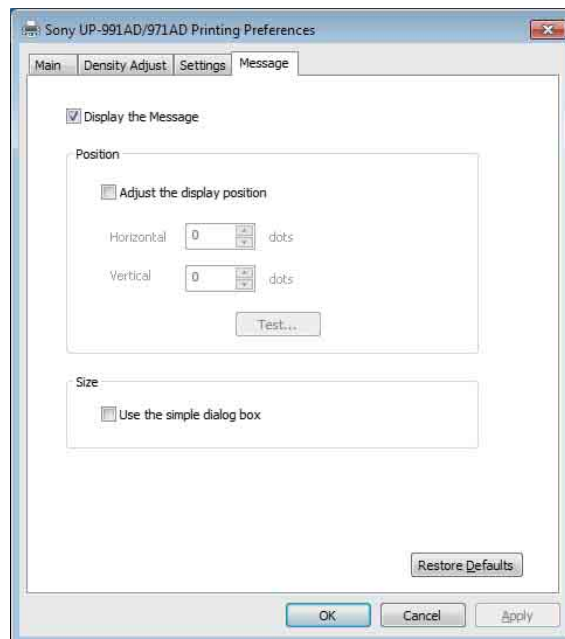 Sony UP-991AD/971AD Printing Preferences
Main Density Adjust Settings Message
Display the Message
Position
Adjust the display position
Horizontal 0 dots
Vertical 0 dots
Test...
Size
Use the simple dialog box
Restore Defaults
OK Cancel Apply